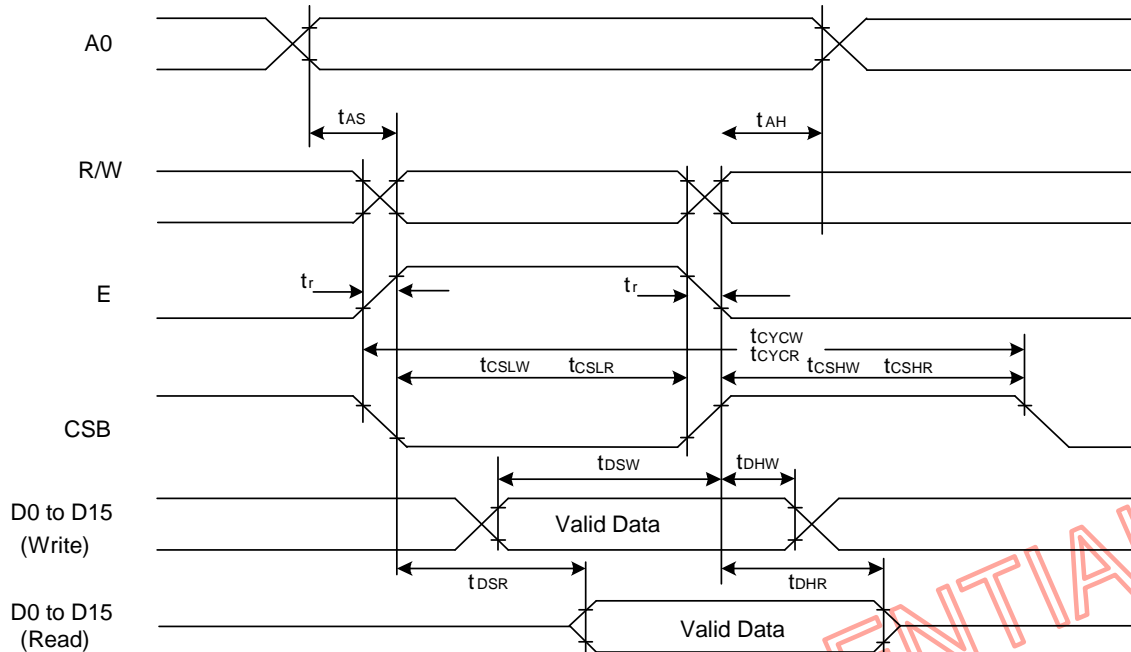 A0
tAS
tAH
R/W
tr
tr
E
tCYCW
tCYCR
tCSLW tCSLR
tCSHW tCSHR
CSB
tDSW
tDHW
D0 to D15
(Write)
Valid Data
tDSR
tDHR
D0 to D15
(Read)
Valid Data
ENTIA